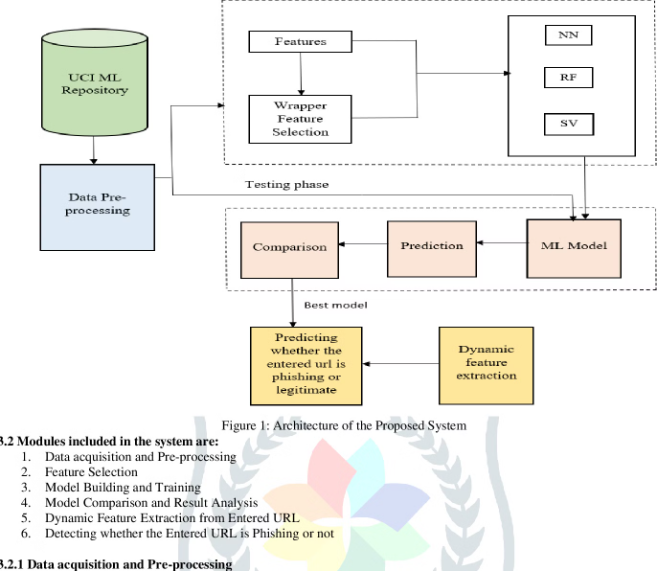 UCI ML
Repository
Data Pre-
processing
Features
Wrapper
Feature
Selection
NN
RF
SV
Testing phase
Comparison
Prediction
ML Model
Best model
Predicting
whether the
entered url is
phishing or
legitimate
Dynamic
feature
extraction
Figure 1: Architecture of the Proposed System
3.2 Modules included in the system are:
1. Data acquisition and Pre-processing
2. Feature Selection
3. Model Building and Training
4. Model Comparison and Result Analysis
5. Dynamic Feature Extraction from Entered URL
6. Detecting whether the Entered URL is Phishing or not
3.2.1 Data acquisition and Pre-processing